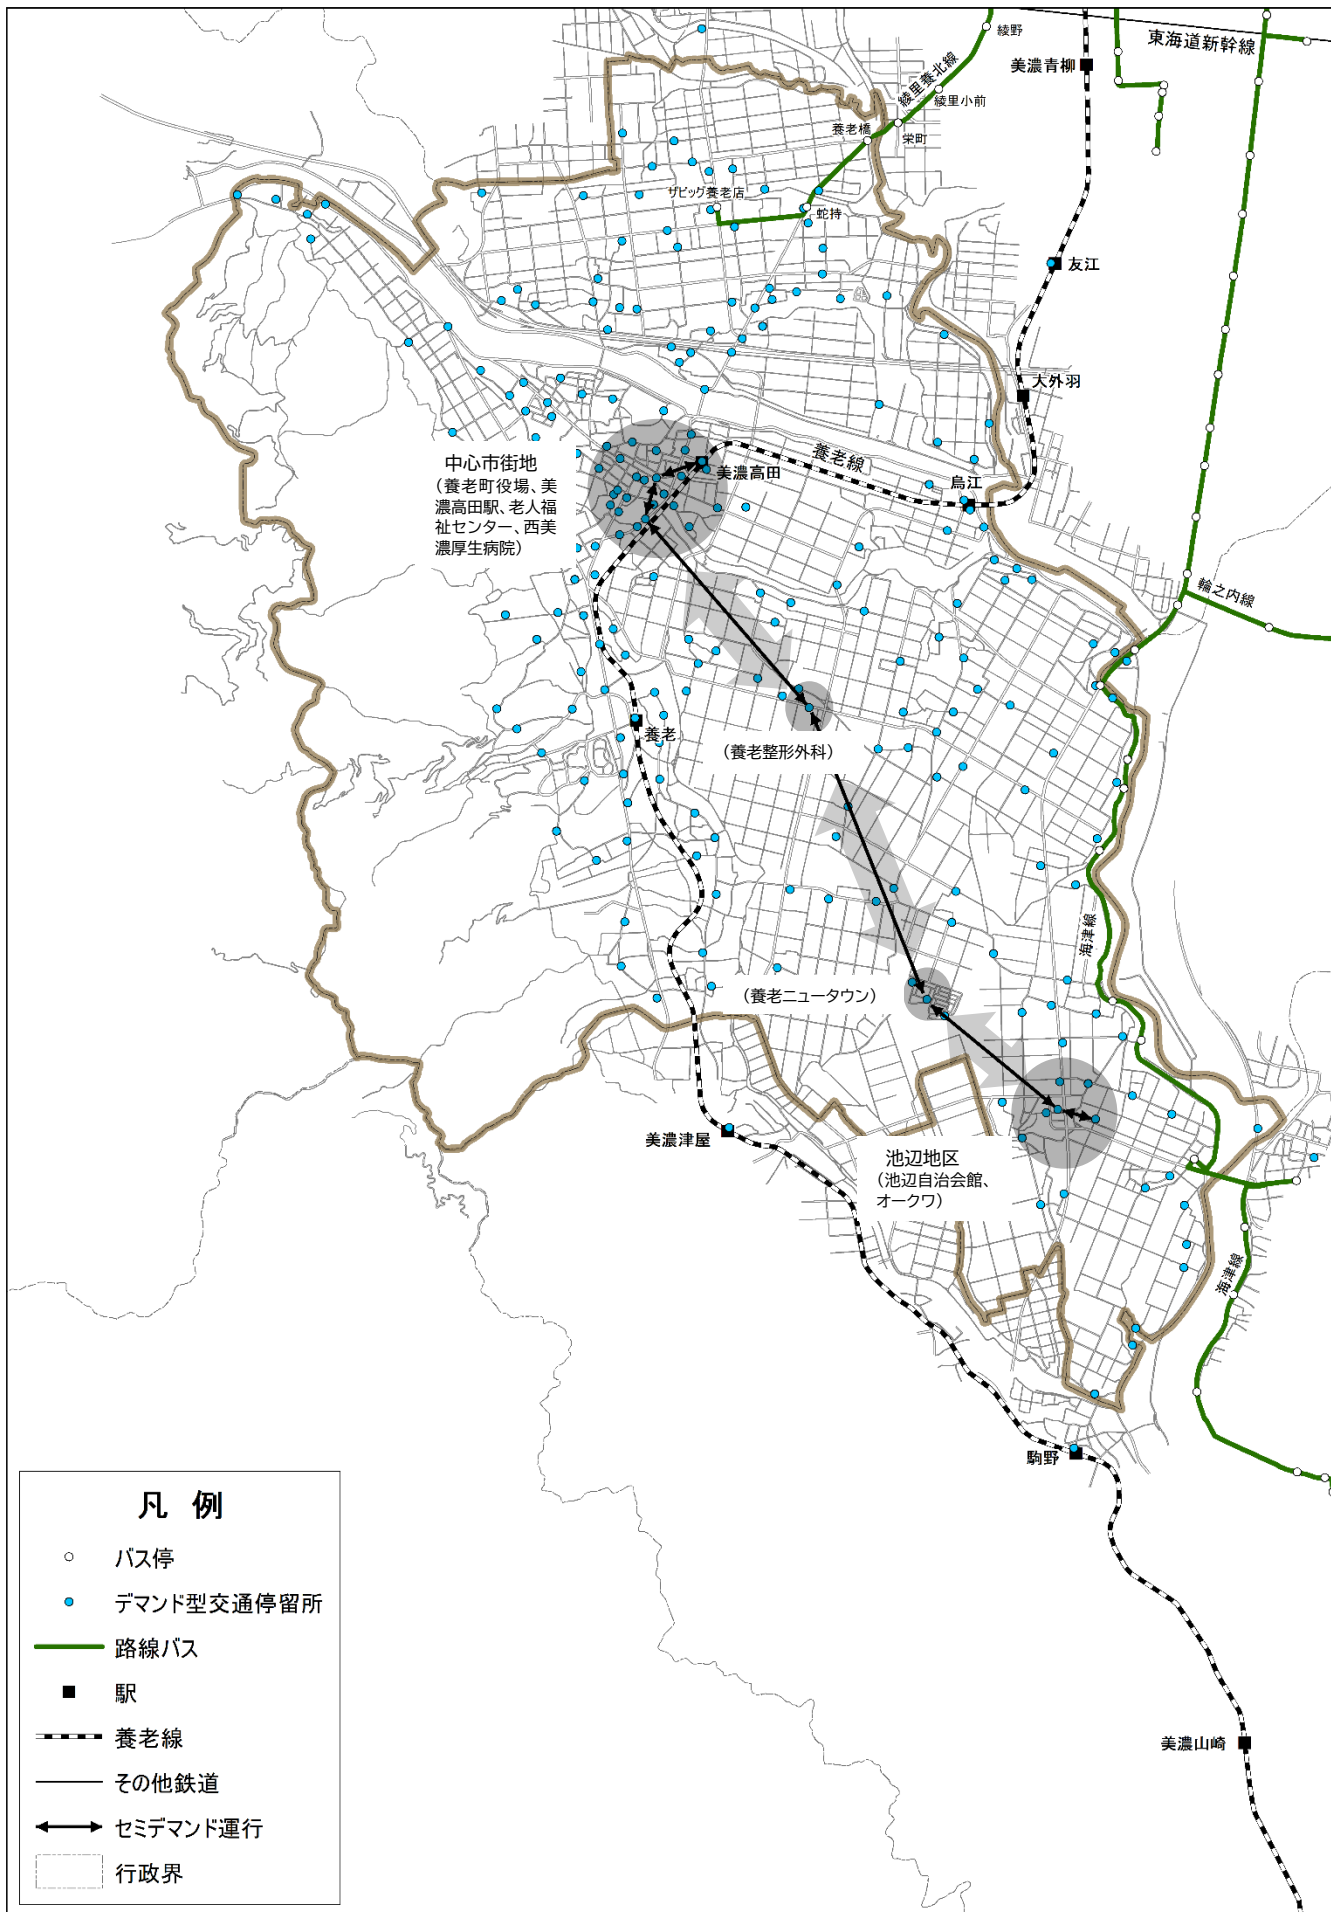 綾野
東海道新幹線
美濃青柳
綾里養北線
綾里小前
養老橋
栄町
ザビッグ養老店
蛇持
友江
大外羽
養老線
中心市街地
(養老町役場、美
濃高田駅、老人福
祉センター、西美
濃厚生病院)
美濃高田
烏江
輪之内線
養老
(養老整形外科)
海津線
(養老ニュータウン)
美濃津屋
池辺地区
(池辺自治会館、
オークワ)
海津線
駒野
美濃山崎
凡 例
バス停
デマンド型交通停留所
路線バス
駅
養老線
その他鉄道
セミデマンド運行
行政界